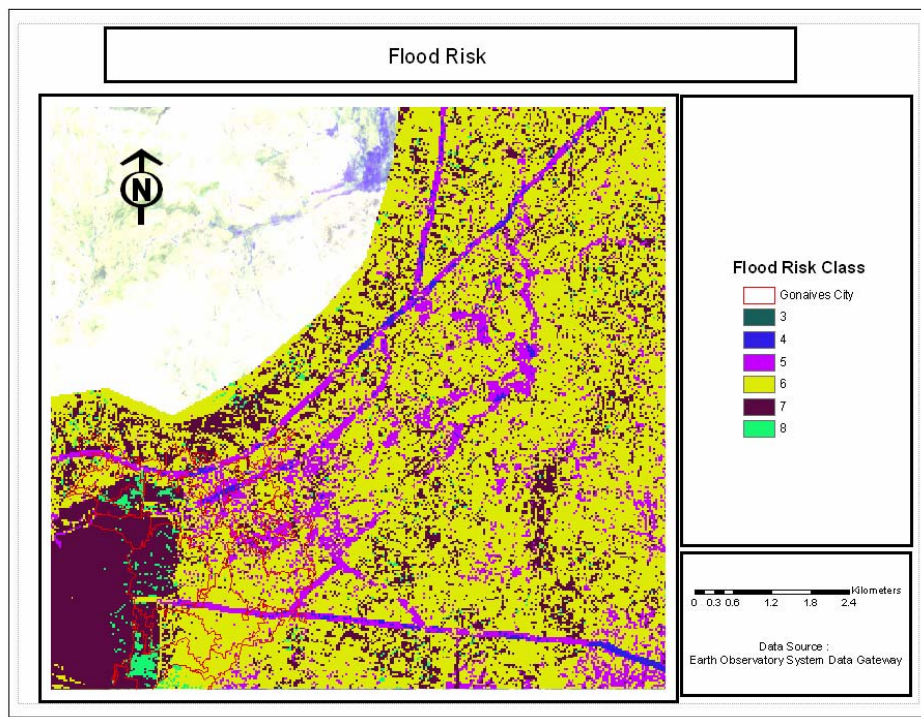 Flood Risk
N
Flood Risk Class
Gonaives City
3
4
5
6
7
8
Kilometers
0 0.3 0.6 1.2 1.8 2.4
Data Source :
Earth Observatory System Data Gateway